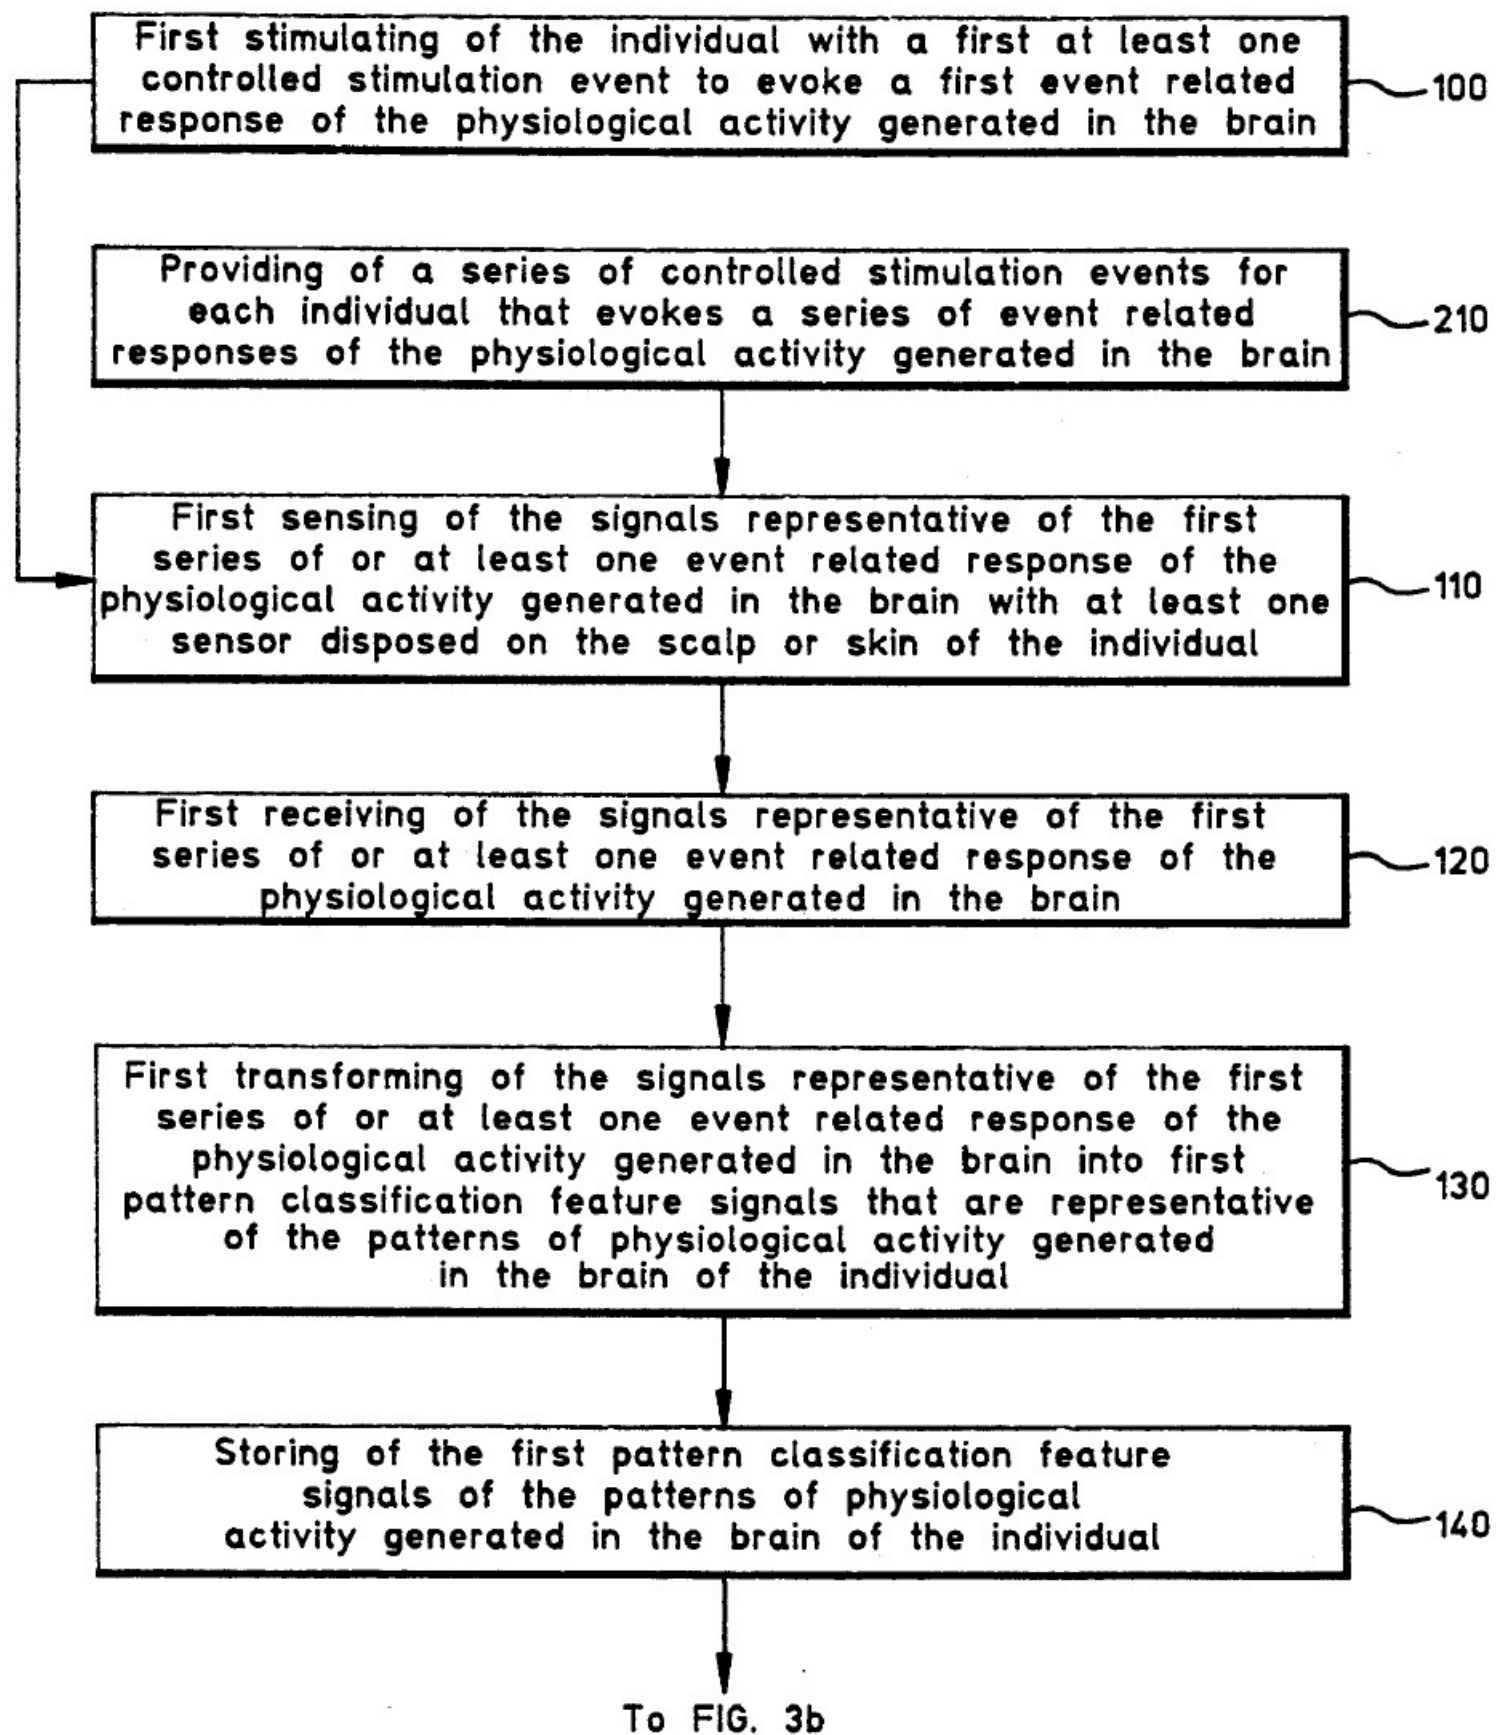 First stimulating of the individual with a first at least one
controlled stimulation event to evoke a first event related
response of the physiological activity generated in the brain
100
Providing of a series of controlled stimulation events for
each individual that evokes a series of event related
responses of the physiological activity generated in the brain
210
First sensing of the signals representative of the first
series of or at least one event related response of the
physiological activity generated in the brain with at least one
sensor disposed on the scalp or skin of the individual
110
First receiving of the signals representative of the first
series of or at least one event related response of the
physiological activity generated in the brain
120
First transforming of the signals representative of the first
series of or at least one event related response of the
physiological activity generated in the brain into first
pattern classification feature signals that are representative
of the patterns of physiological activity generated
in the brain of the individual
130
Storing of the first pattern classification feature
signals of the patterns of physiological
activity generated in the brain of the individual
140
To FIG. 3b